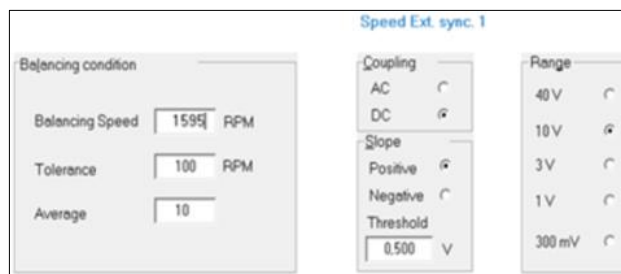 Speed Ext. sync. 1
Balancing condition
Balancing Speed 1595 RPM
Tolerance 100 RPM
Average 10
Coupling
AC
DC
Slope
Positive
Negative
Threshold
0,500 V
Range
40 V
10 V
3 V
1 V
300 mV